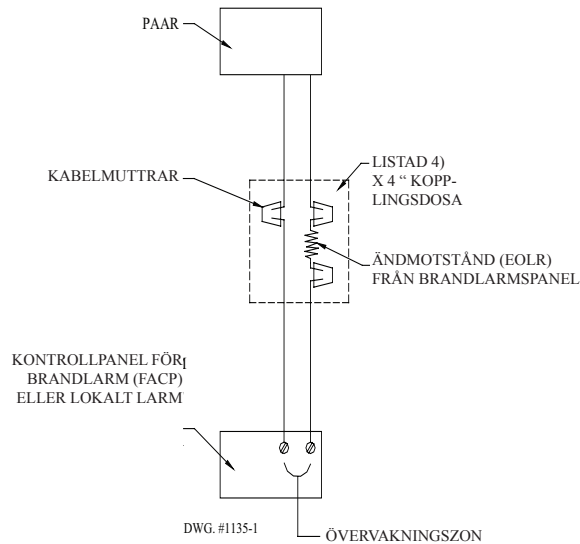 PAAR
KABELMUTTRAR
LISTAD 4)
X 4 “ KOPP-
LINGSDOSA
ÄNDMOTSTÅND (EOLR)
FRÅN BRANDLARMSPANEL
KONTROLLPANEL FÖR
BRANDLARM (FACP)
ELLER LOKALT LARM
DWG. #1135-1
ÖVERVAKNINGSZON